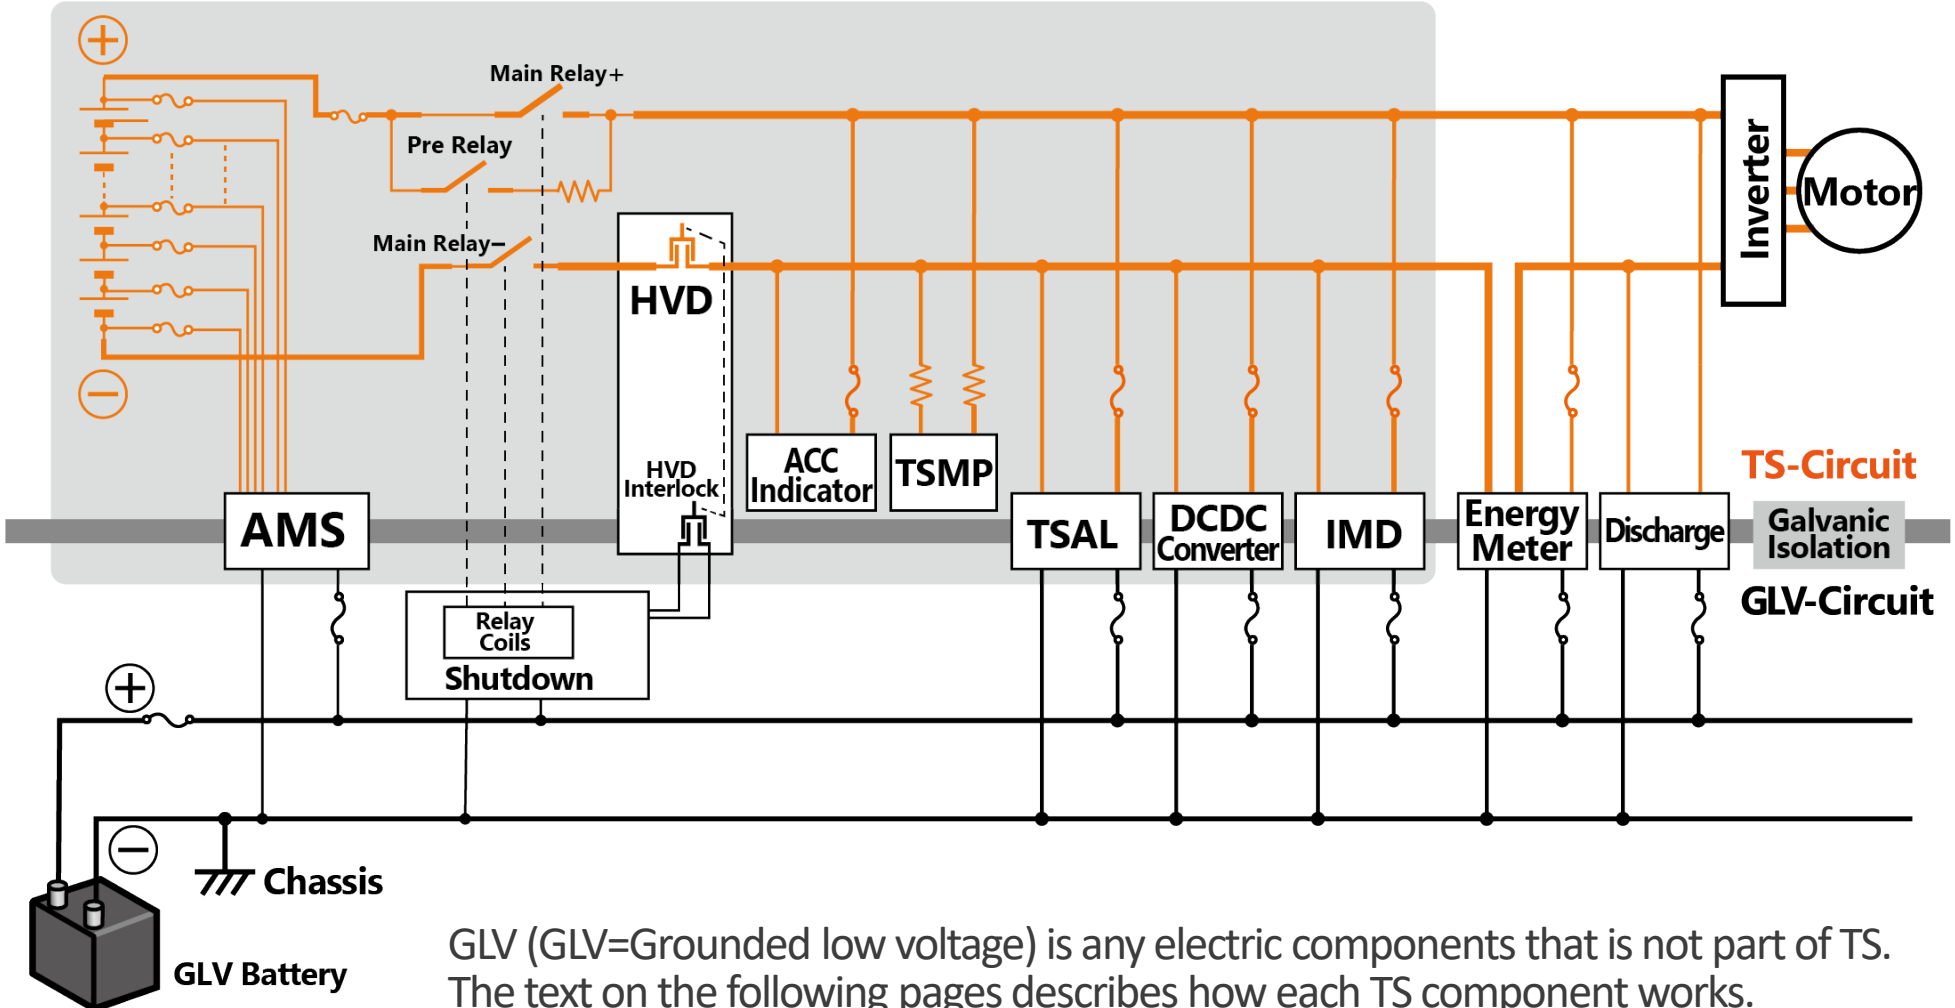 Main Relay+
Pre Relay
Main Relay−
HVD
HVD
Interlock
ACC
Indicator
TSMP
Inverter
Motor
AMS
TSAL
DCDC
Converter
IMD
Energy
Meter
Discharge
TS-Circuit
Galvanic
Isolation
GLV-Circuit
Relay
Coils
Shutdown
Chassis
GLV Battery
GLV (GLV=Grounded low voltage) is any electric components that is not part of TS.
The text on the following pages describes how each TS component works.